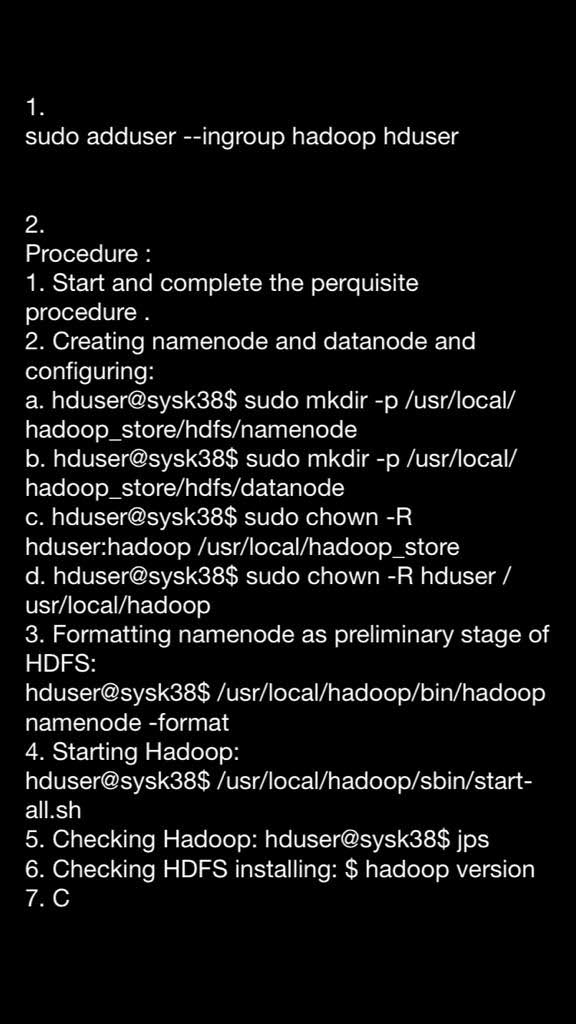 1.
sudo adduser --ingroup hadoop hduser
2.
Procedure :
1. Start and complete the perquisite
procedure .
2. Creating namenode and datanode and
configuring:
a. hduser@sysk38$ sudo mkdir -p /usr/local/
hadoop_store/hdfs/namenode
b. hduser@sysk38$ sudo mkdir -p /usr/local/
hadoop_store/hdfs/datanode
c. hduser@sysk38$ sudo chown -R
hduser:hadoop /usr/local/hadoop_store
d. hduser@sysk38$ sudo chown -R hduser /
usr/local/hadoop
3. Formatting namenode as preliminary stage of
HDFS:
hduser@sysk38$ /usr/local/hadoop/bin/hadoop
namenode -format
4. Starting Hadoop:
hduser@sysk38$ /usr/local/hadoop/sbin/start-
all.sh
5. Checking Hadoop: hduser@sysk38$ jps
6. Checking HDFS installing: $ hadoop version
7. C